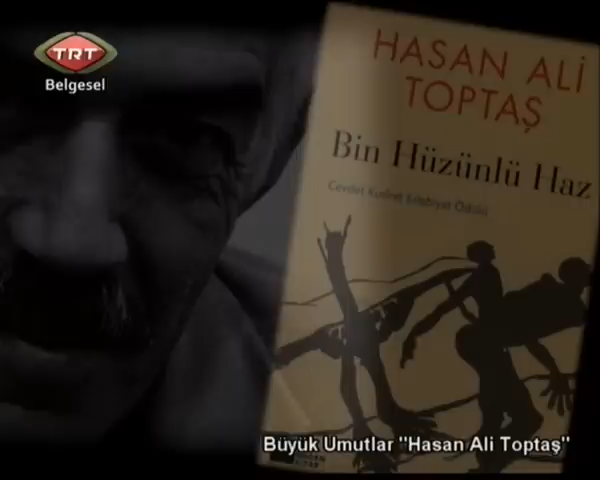 TRT
Belgesel
HASAN ALİ
TOPTAŞ
Bin Hüzünlü Haz
Cevdet Kudret Edebiyat Ödülü
Büyük Umutlar "Hasan Ali Toptaş"